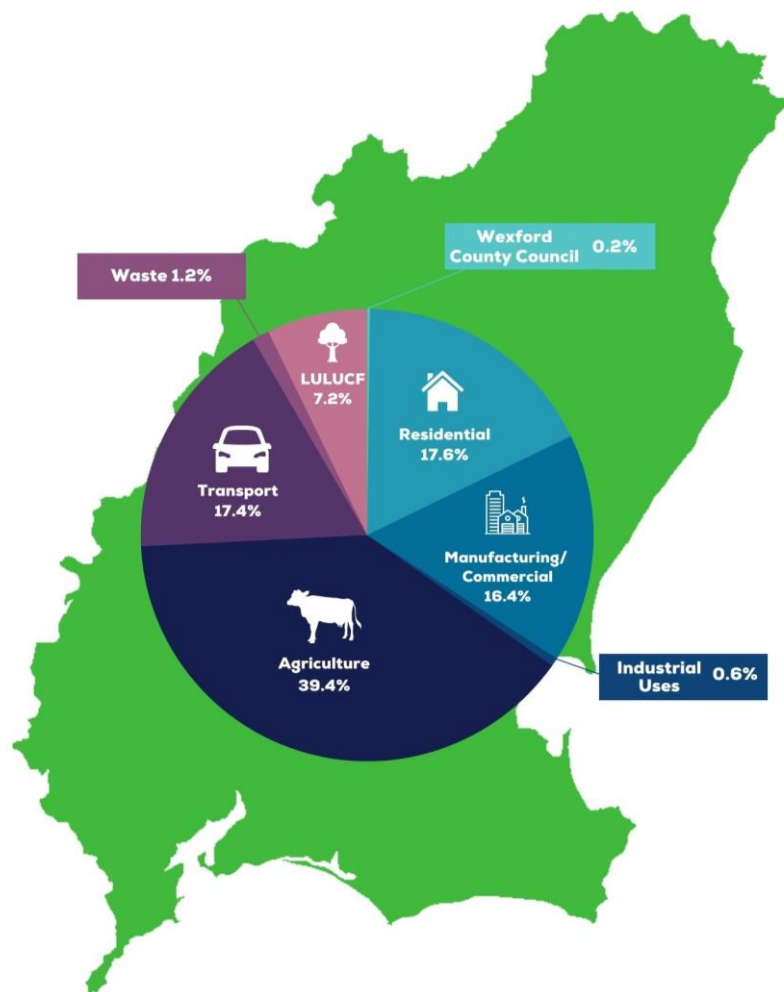 Wexford
County Council 0.2%
Waste 1.2%
LULUCF
7.2%
Residential
17.6%
Transport
17.4%
Manufacturing/
Commercial
16.4%
Agriculture
39.4%
Industrial
Uses 0.6%